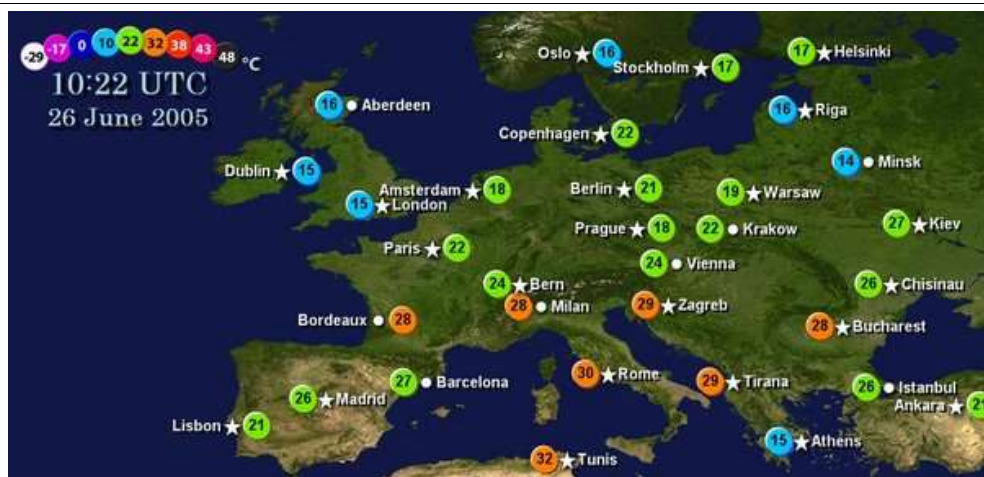 -29 -17 0 10 22 32 38 43 48 °C
10:22 UTC
26 June 2005
Oslo 16
17 Helsinki
Stockholm 17
16 Aberdeen
16 Riga
Copenhagen 22
14 Minsk
Dublin 15
Amsterdam 18
Berlin 21
19 Warsaw
15 London
Prague 18
22 Krakow
27 Kiev
Paris 22
24 Vienna
24 Bern
26 Chisinau
28 Milan
29 Zagreb
Bordeaux 28
28 Bucharest
30 Rome
29 Tirana
27 Barcelona
26 Istanbul
26 Madrid
Ankara 21
Lisbon 21
15 Athens
32 Tunis